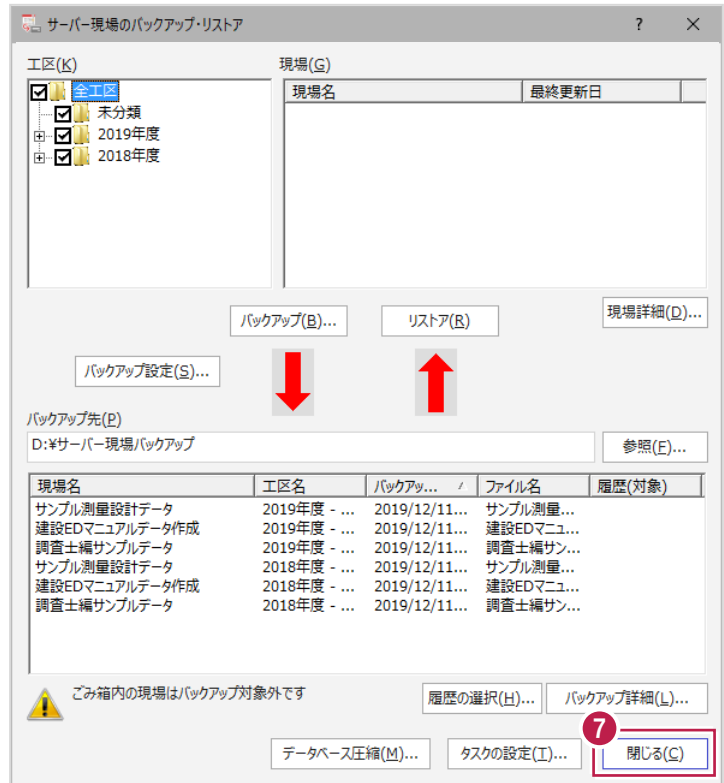 サーバー現場のバックアップ・リストア ? ×
工区(K) 現場(G)
全工区
未分類
2019年度
2018年度
現場名 最終更新日
バックアップ(B)... リストア(R) 現場詳細(D)...
バックアップ設定(S)...
バックアップ先(P)
D:¥サーバー現場バックアップ 参照(F)...
現場名 工区名 バックアッ... ファイル名 履歴(対象)
サンプル測量設計データ 2019年度 - ... 2019/12/11... サンプル測量...
建設EDマニュアルデータ作成 2019年度 - ... 2019/12/11... 建設EDマニュ...
調査士編サンプルデータ 2019年度 - ... 2019/12/11... 調査士編サン...
サンプル測量設計データ 2018年度 - ... 2019/12/11... サンプル測量...
建設EDマニュアルデータ作成 2018年度 - ... 2019/12/11... 建設EDマニュ...
調査士編サンプルデータ 2018年度 - ... 2019/12/11... 調査士編サン...
ごみ箱内の現場はバックアップ対象外です
履歴の選択(H)... バックアップ詳細(L)...
7
データベース圧縮(M)... タスクの設定(T)... 閉じる(C)